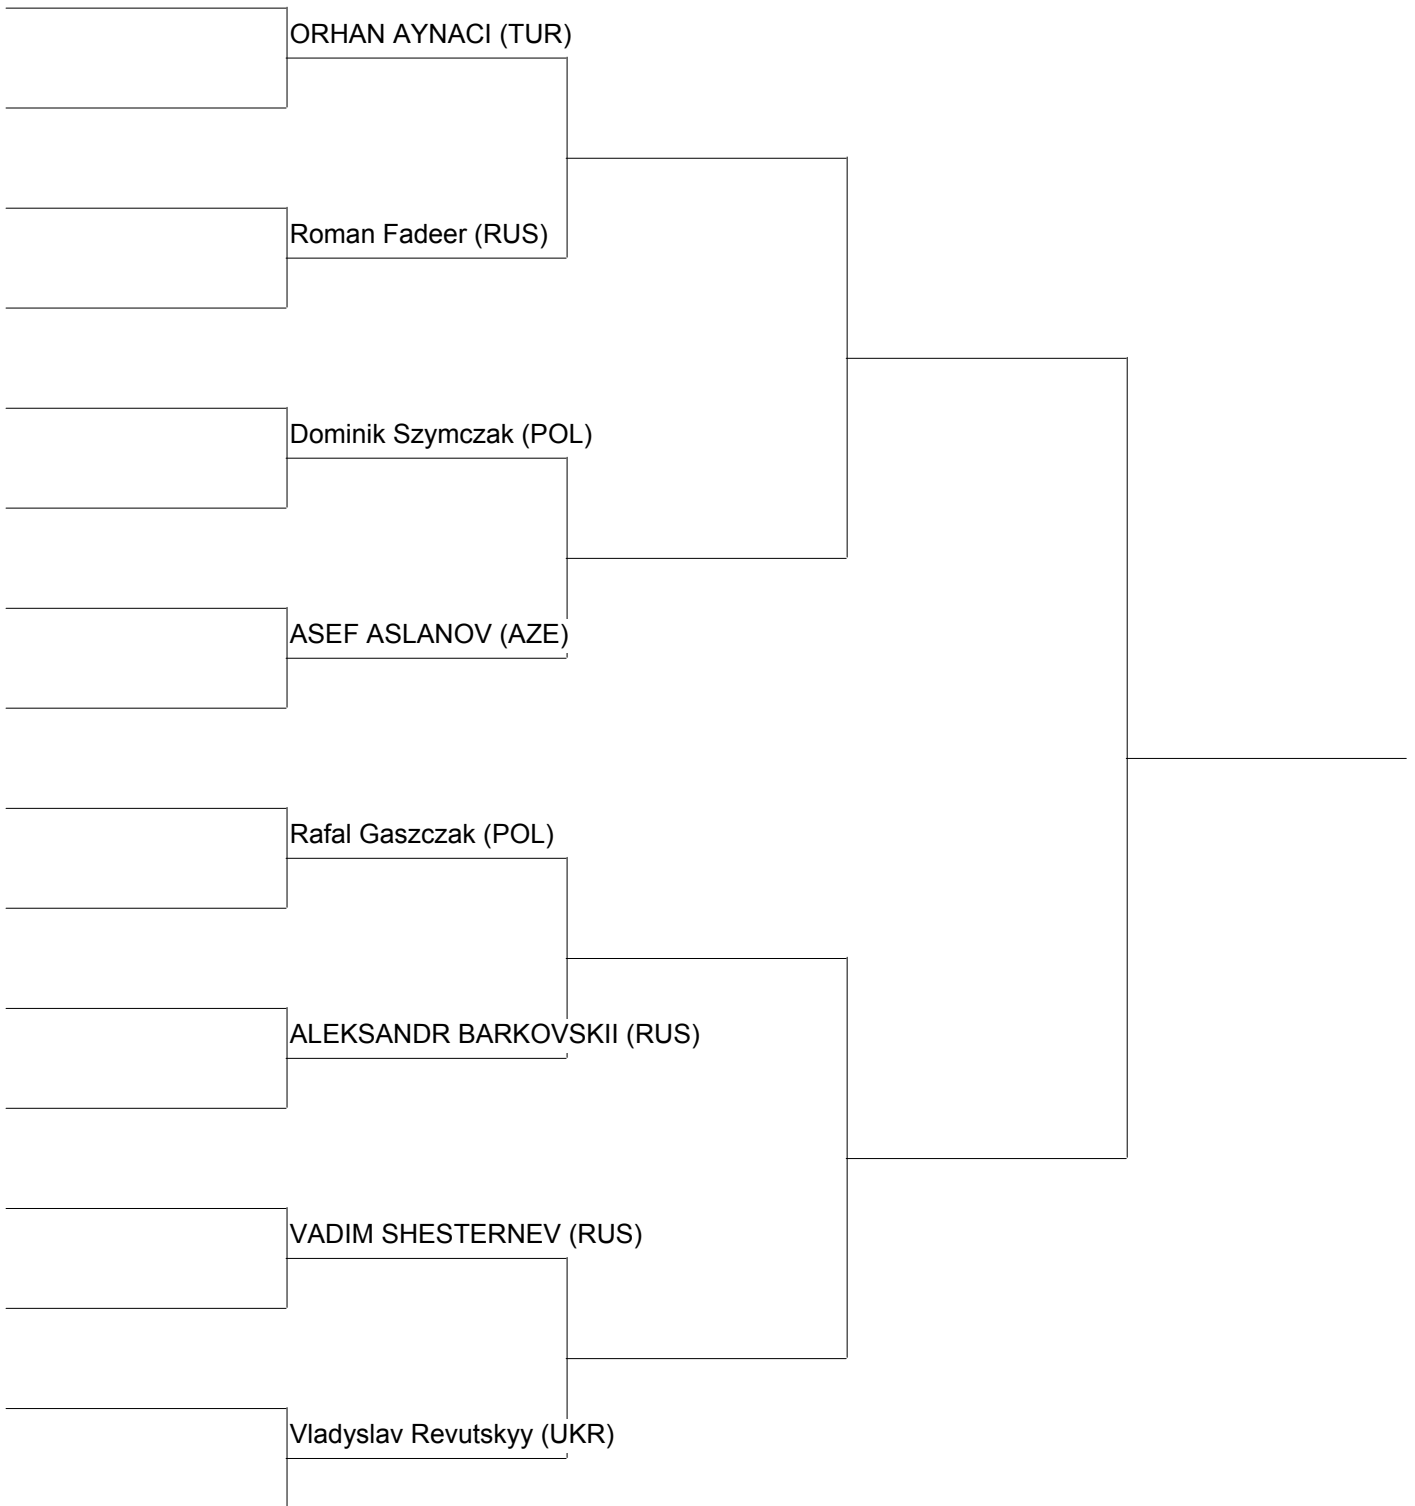 ORHAN AYNACI (TUR)
Roman Fadeer (RUS)
Dominik Szymczak (POL)
ASEF ASLANOV (AZE)
Rafal Gaszczak (POL)
ALEKSANDR BARKOVSKII (RUS)
VADIM SHESTERNEV (RUS)
Vladyslav Revutskyy (UKR)